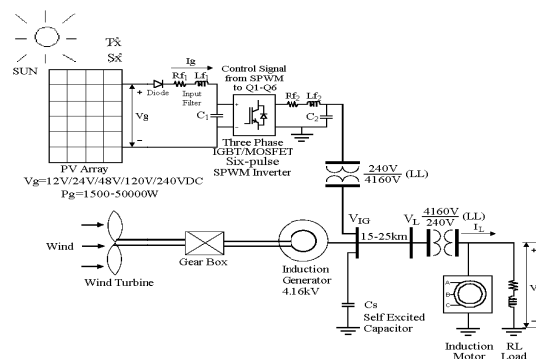 SUN
Tx
Sx
Ig
Rf1 Lf1
Diode
Input
Filter
+
Vg
−
C1
Control Signal
from SPWM
to Q1-Q6
+
−
Rf2 Lf2
C2
Three Phase
IGBT/MOSFET
Six-pulse
SPWM Inverter
PV Array
Vg=12V/24V/48V/120V/240VDC
Pg=1500-50000W
240V
4160V
(LL)
Wind
Wind Turbine
Gear Box
Induction
Generator
4.16kV
VIG
15-25km
VL
4160V
240V
(LL)
IL
Cs
Self Excited
Capacitor
A
B
C
Induction
Motor
RL
Load
+
V
−